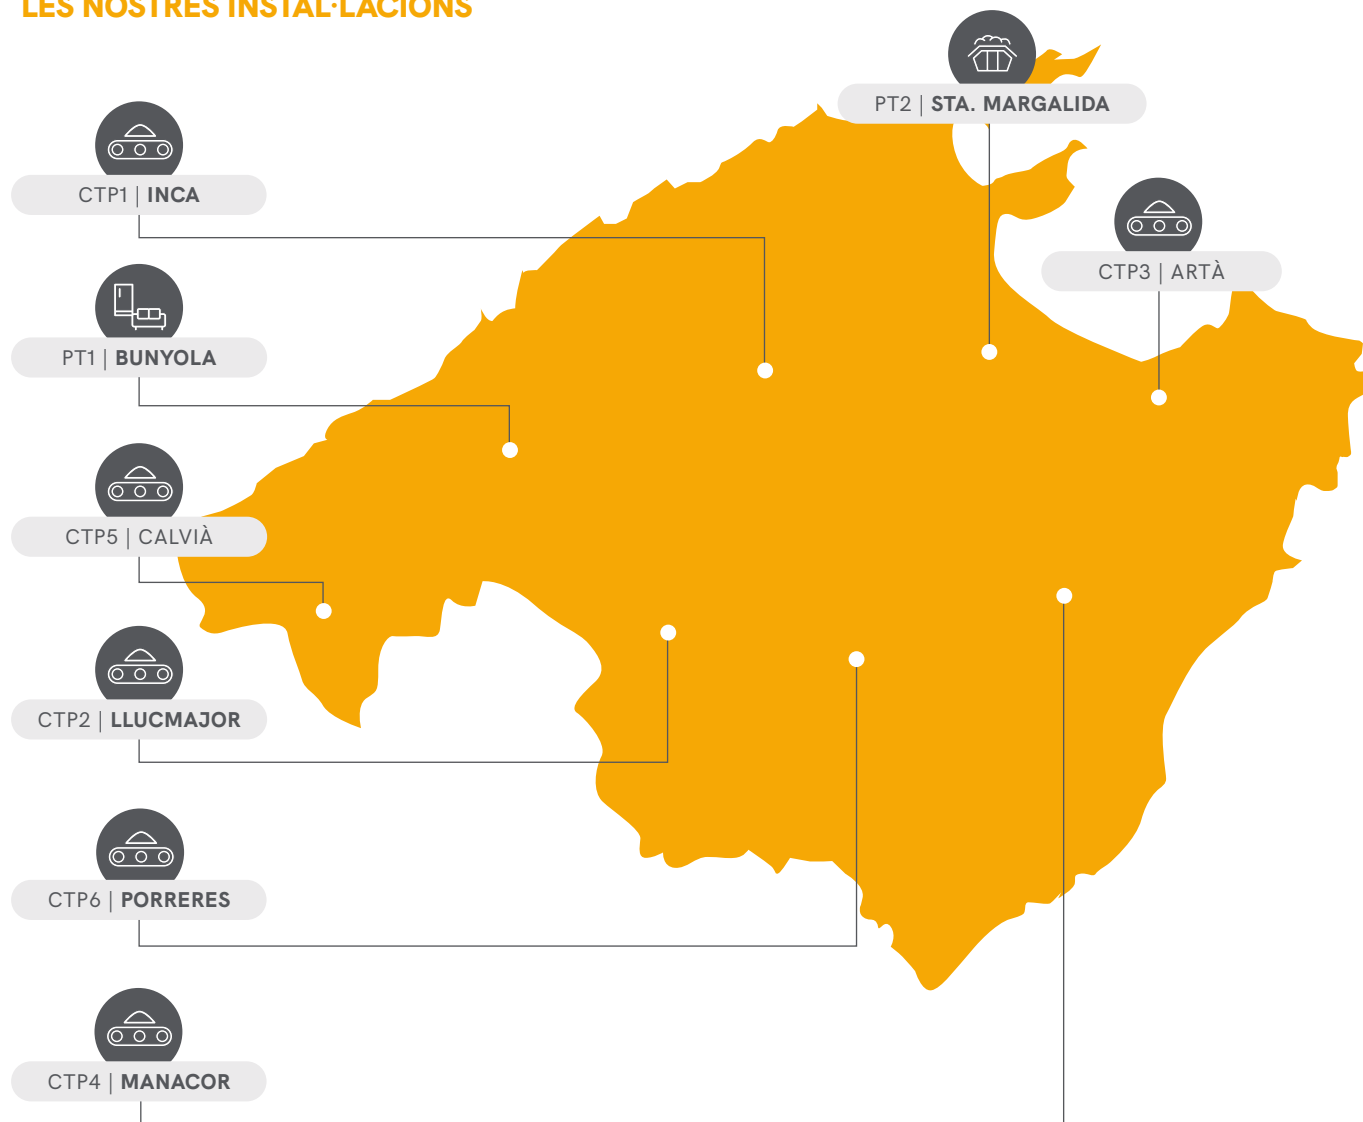 LES NOSTRES INSTAL·LACIONS
PT2 | STA. MARGALIDA
CTP1 | INCA
CTP3 | ARTÀ
PT1 | BUNYOLA
CTP5 | CALVIÀ
CTP2 | LLUCMAJOR
CTP6 | PORRERES
CTP4 | MANACOR